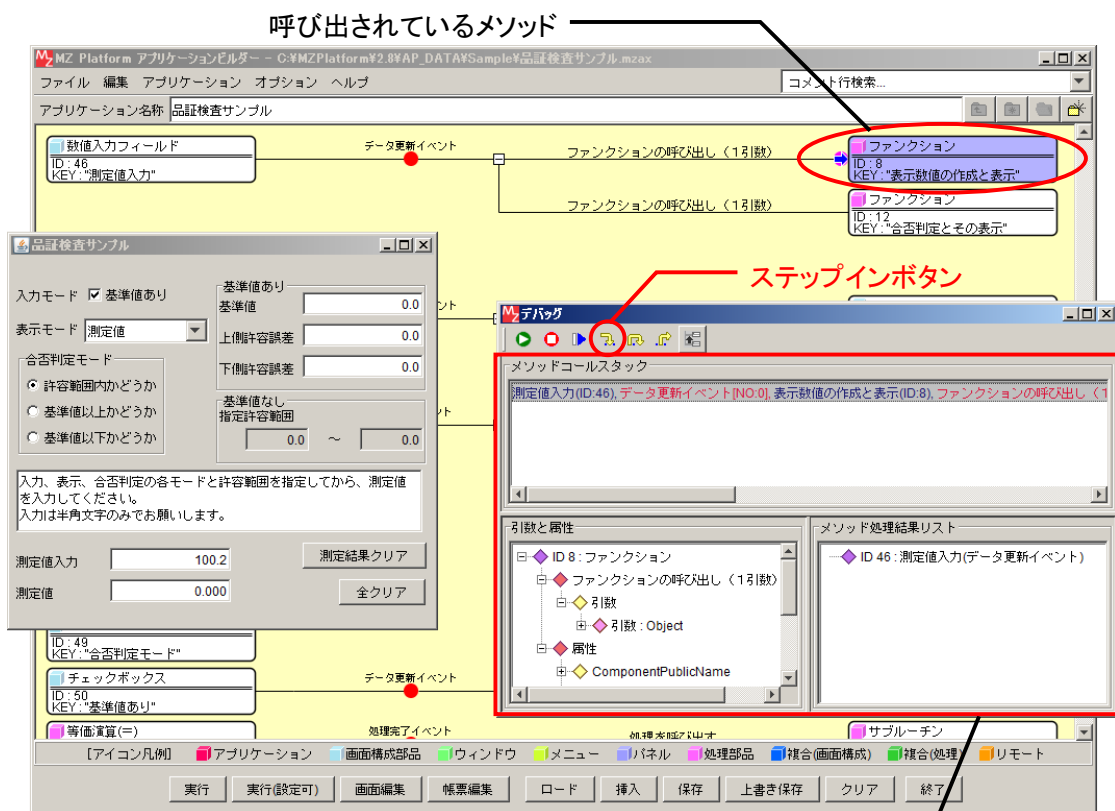 呼び出されているメソッド
MZ Platform アプリケーションビルダー - C:¥MZPlatform¥2.8¥AP_DATA¥Sample¥品証検査サンプル.mzax
ファイル 編集 アプリケーション オプション ヘルプ
コメント行検索...
アプリケーション名称 品証検査サンプル
数値入力フィールド
ID : 46
KEY : "測定値入力"
データ更新イベント
ファンクションの呼び出し（1引数）
ファンクション
ID : 8
KEY : "表示数値の作成と表示"
ファンクションの呼び出し（1引数）
ファンクション
ID : 12
KEY : "合否判定とその表示"
品証検査サンプル
入力モード 基準値あり
表示モード 測定値
合否判定モード
許容範囲内かどうか
基準値以上かどうか
基準値以下かどうか
基準値あり
基準値 0.0
上側許容誤差 0.0
下側許容誤差 0.0
基準値なし
指定許容範囲
0.0 ～ 0.0
入力、表示、合否判定の各モードと許容範囲を指定してから、測定値
を入力してください。
入力は半角文字のみでお願いします。
測定値入力 100.2 測定結果クリア
測定値 0.000 全クリア
ステップインボタン
デバッグ
メソッドコールスタック
測定値入力(ID:46), データ更新イベント[NO:0], 表示数値の作成と表示(ID:8), ファンクションの呼び出し（1
引数と属性
ID 8 : ファンクション
ファンクションの呼び出し（1引数）
引数
引数 : Object
属性
ComponentPublicName
メソッド処理結果リスト
ID 46 : 測定値入力(データ更新イベント)
ID : 49
KEY : "合否判定モード"
チェックボックス
ID : 50
KEY : "基準値あり"
データ更新イベント
等価演算(=)
処理完了イベント
処理を呼び出す
サブルーチン
[アイコン凡例] アプリケーション 画面構成部品 ウィンドウ メニュー パネル 処理部品 複合(画面構成) 複合(処理) リモート
実行 実行(設定可) 画面編集 帳票編集 ロード 挿入 保存 上書き保存 クリア 終了